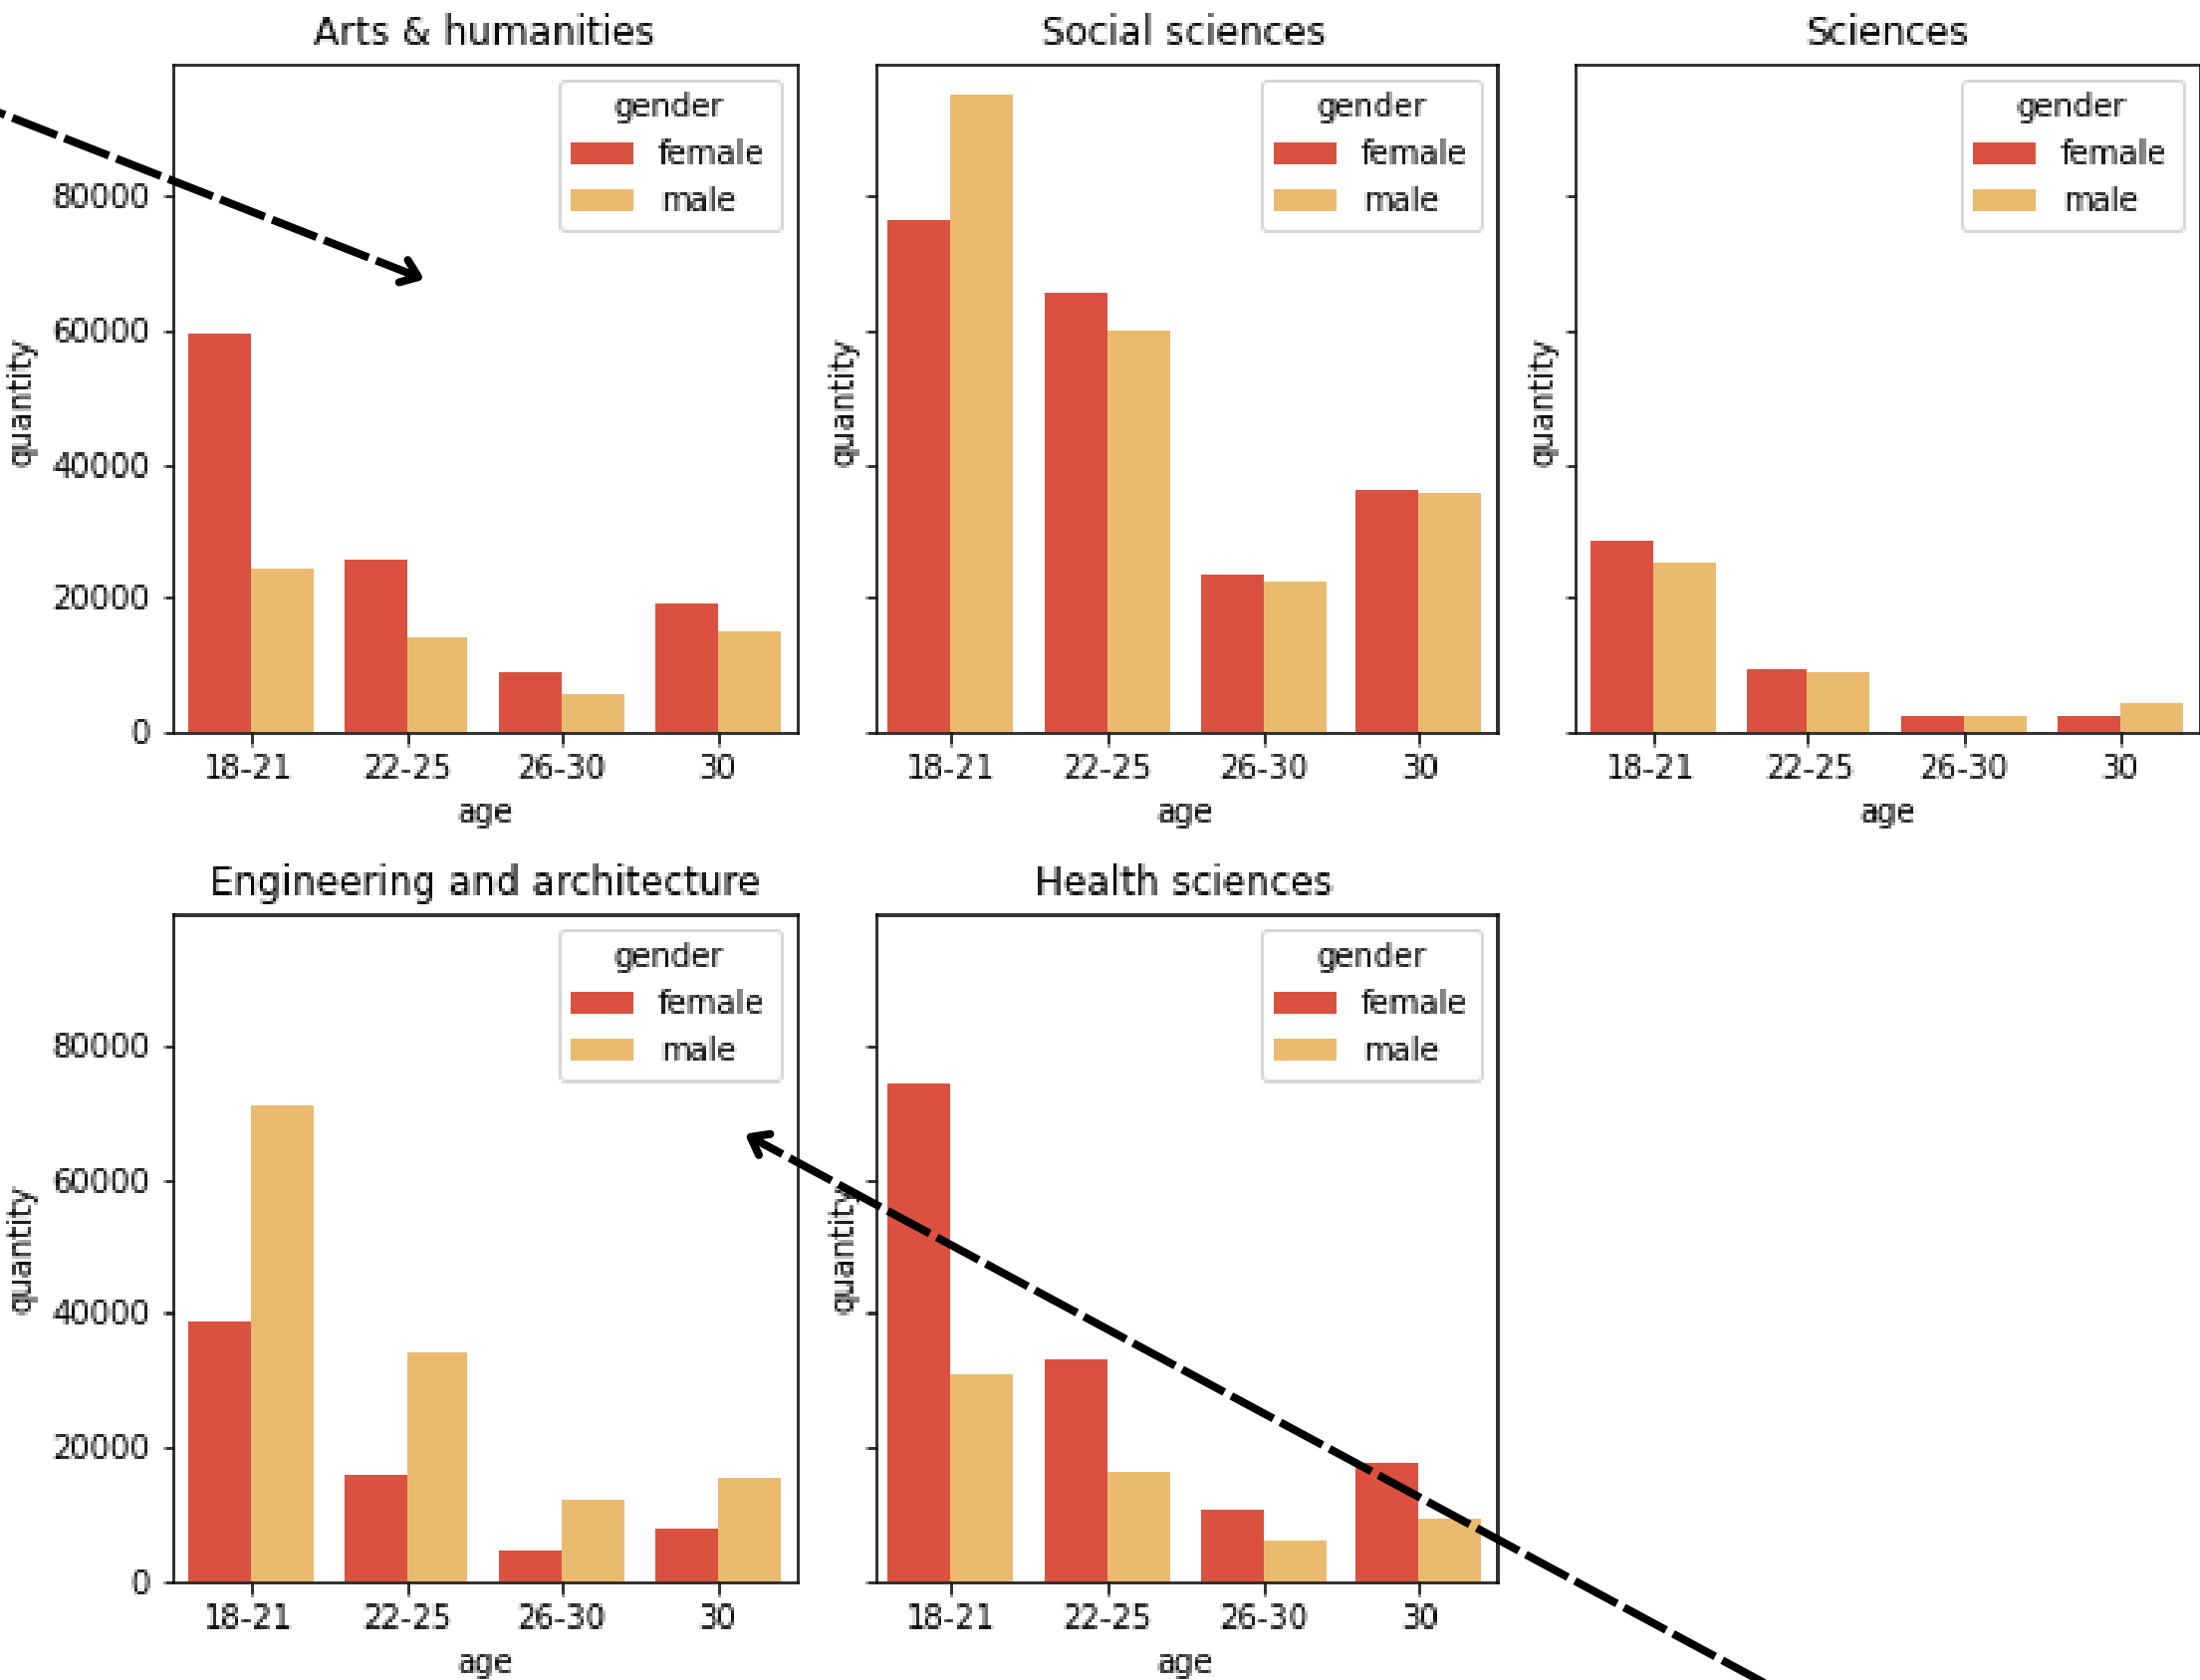 Arts & humanities
gender
female
male
80000
60000
40000
20000
0
quantity
18-21 22-25 26-30 30
age
Social sciences
gender
female
male
quantity
18-21 22-25 26-30 30
age
Sciences
gender
female
male
quantity
18-21 22-25 26-30 30
age
Engineering and architecture
gender
female
male
80000
60000
40000
20000
0
quantity
18-21 22-25 26-30 30
age
Health sciences
gender
female
male
quantity
18-21 22-25 26-30 30
age